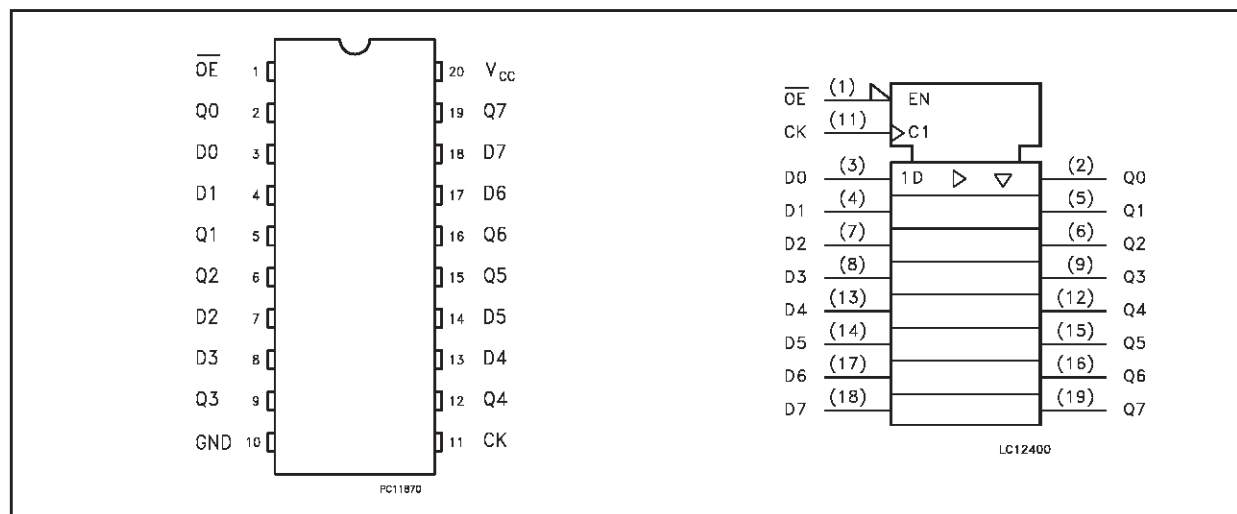 OE 1 20 VCC
Q0 2 19 Q7
D0 3 18 D7
D1 4 17 D6
Q1 5 16 Q6
Q2 6 15 Q5
D2 7 14 D5
D3 8 13 D4
Q3 9 12 Q4
GND 10 11 CK
PC11870
OE (1) EN
CK (11) C1
D0 (3) 1D (2) Q0
D1 (4) (5) Q1
D2 (7) (6) Q2
D3 (8) (9) Q3
D4 (13) (12) Q4
D5 (14) (15) Q5
D6 (17) (16) Q6
D7 (18) (19) Q7
LC12400